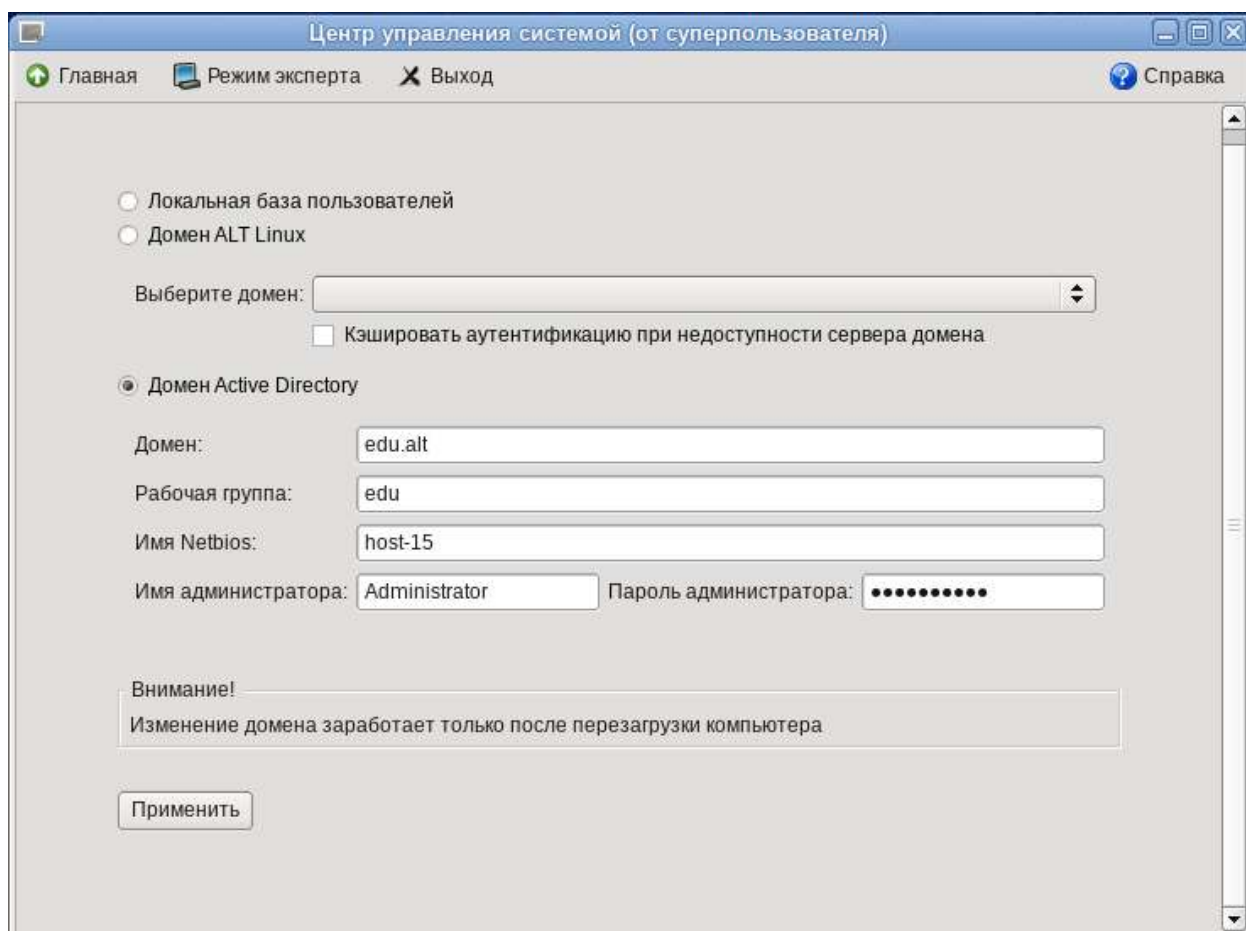 Центр управления системой (от суперпользователя)
Главная Режим эксперта Выход Справка
Локальная база пользователей
Домен ALT Linux
Выберите домен:
Кэшировать аутентификацию при недоступности сервера домена
Домен Active Directory
Домен: edu.alt
Рабочая группа: edu
Имя Netbios: host-15
Имя администратора: Administrator Пароль администратора: ••••••••••
Внимание!
Изменение домена заработает только после перезагрузки компьютера
Применить